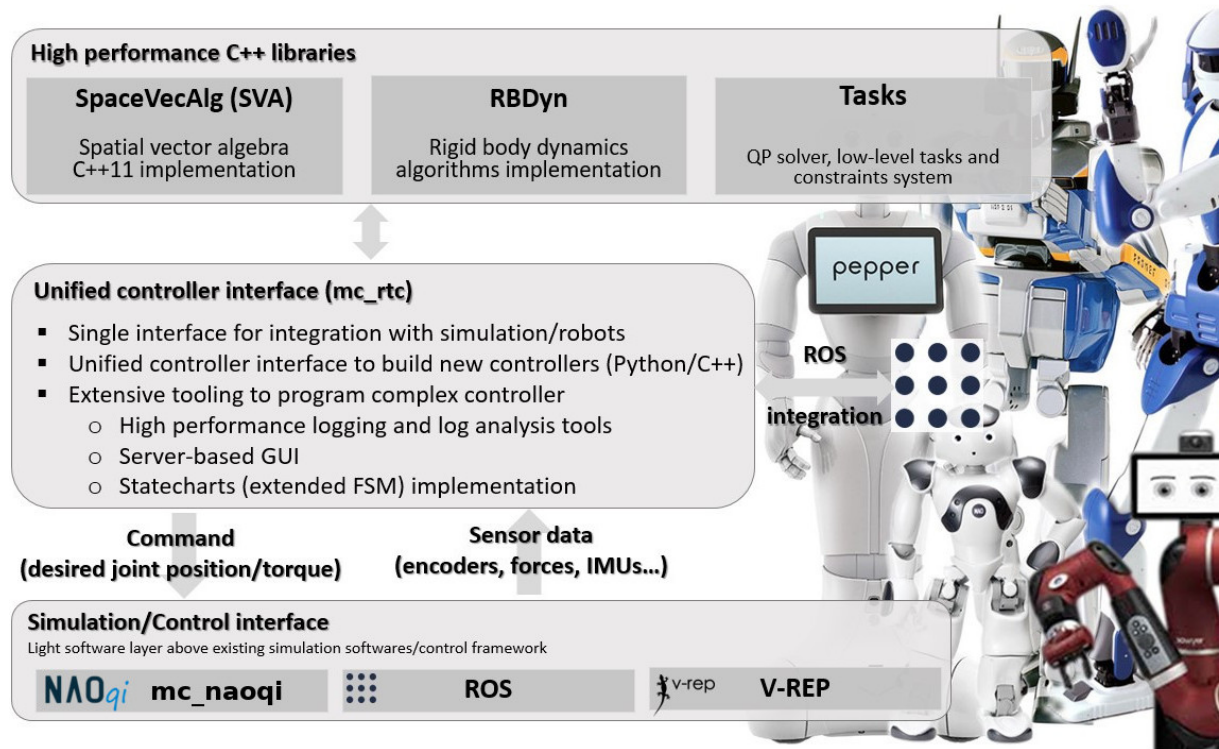 High performance C++ libraries
SpaceVecAlg (SVA)
Spatial vector algebra
C++11 implementation
RBDyn
Rigid body dynamics
algorithms implementation
Tasks
QP solver, low-level tasks and
constraints system
pepper
Unified controller interface (mc_rtc)
▪ Single interface for integration with simulation/robots
▪ Unified controller interface to build new controllers (Python/C++)
▪ Extensive tooling to program complex controller
o High performance logging and log analysis tools
o Server-based GUI
o Statecharts (extended FSM) implementation
ROS
integration
Command
(desired joint position/torque)
Sensor data
(encoders, forces, IMUs...)
Simulation/Control interface
Light software layer above existing simulation softwares/control framework
NAOqi mc_naoqi
ROS
v-rep V-REP